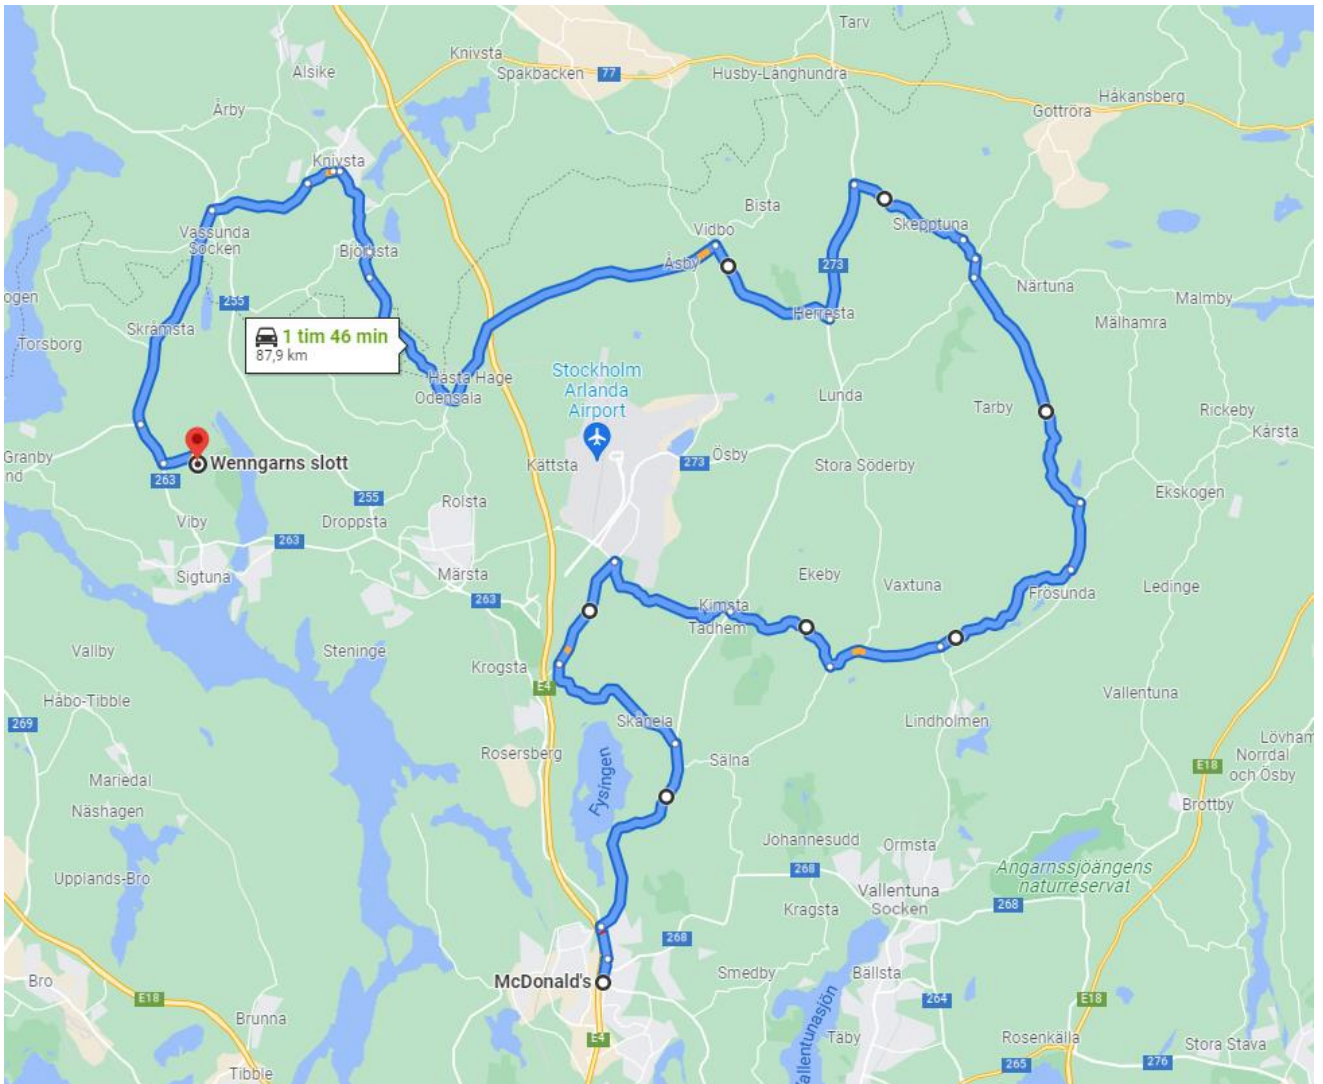 Tarv
Knivsta
Alsike
Spakbacken
77
Husby-Långhundra
Håkansberg
Gottröra
Årby
Knivsta
Bista
Skepptuna
Vidbo
Vassunda
Socken
Björksta
Åsby
273
Närtuna
Malmby
255
Herresta
Mälhamra
Skråmsta
Torsborg
1 tim 46 min
87,9 km
Stockholm
Arlanda
Airport
Håsta Hage
Odensala
Lunda
Tarby
Rickeby
Kårsta
Granby
Wenngarns slott
Kättsta
273
Ösby
Stora Söderby
263
255
Rolsta
Ekskogen
Viby
Droppsta
263
Sigtuna
Märsta
Ekeby
Vaxtuna
Ledinge
263
Kimsta
Tadhem
Frösunda
Vallby
Steninge
Krogsta
E4
Håbo-Tibble
Vallentuna
269
Skånela
Lindholmen
Rosersberg
Fysingen
Sälna
E18
Norrdal
och Ösby
Mariedal
Näshagen
Brottby
Johannesudd
Ormsta
268
Angarnssjöängens
naturreservat
Upplands-Bro
Vallentuna
Socken
Kragsta
268
268
McDonald's
Smedby
Bällsta
Bro
E18
264
E18
Brunna
E4
Täby
Rosenkälla
Stora Stava
265
276
Tibble